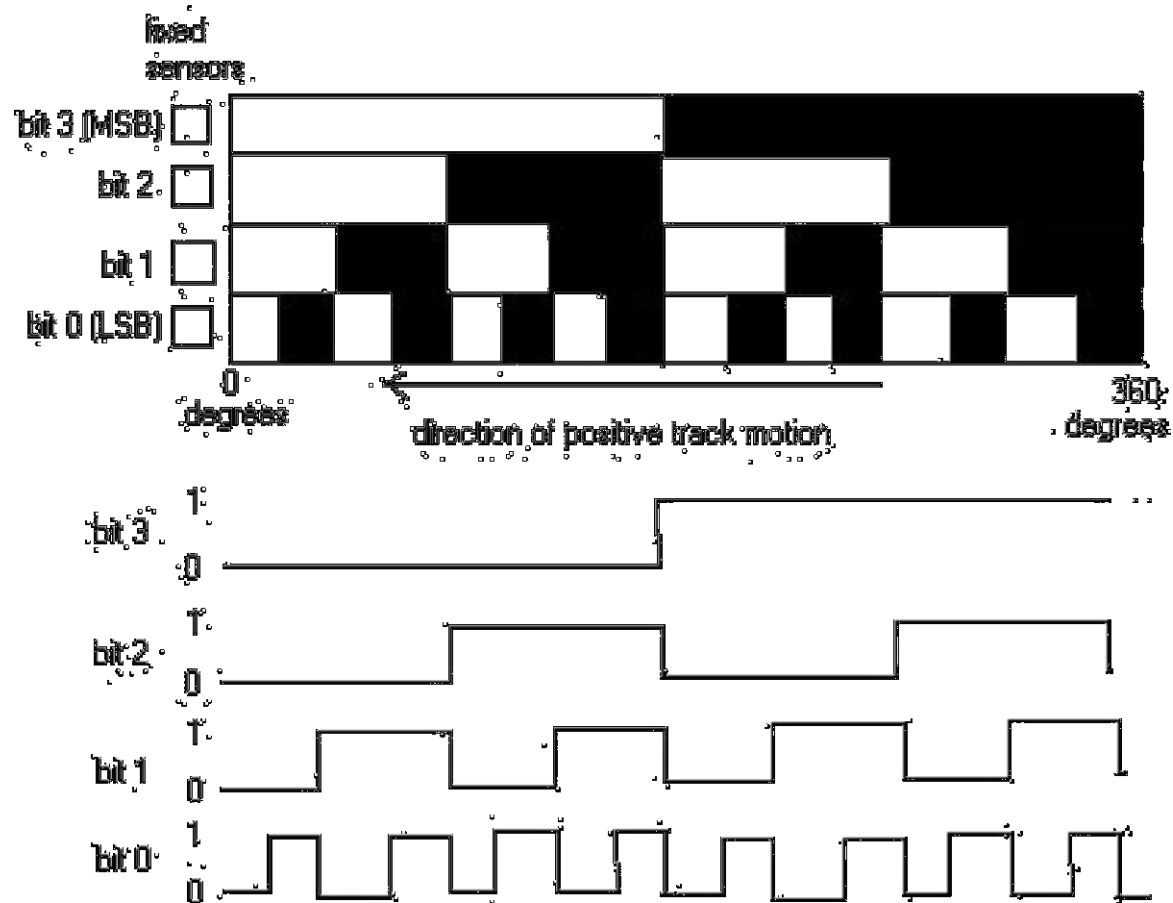 fixed
sensors
bit 3 (MSB)
bit 2
bit 1
bit 0 (LSB)
0
degrees
360
degrees
direction of positive track motion
1
bit 3
0
1
bit 2
0
1
bit 1
0
1
bit 0
0